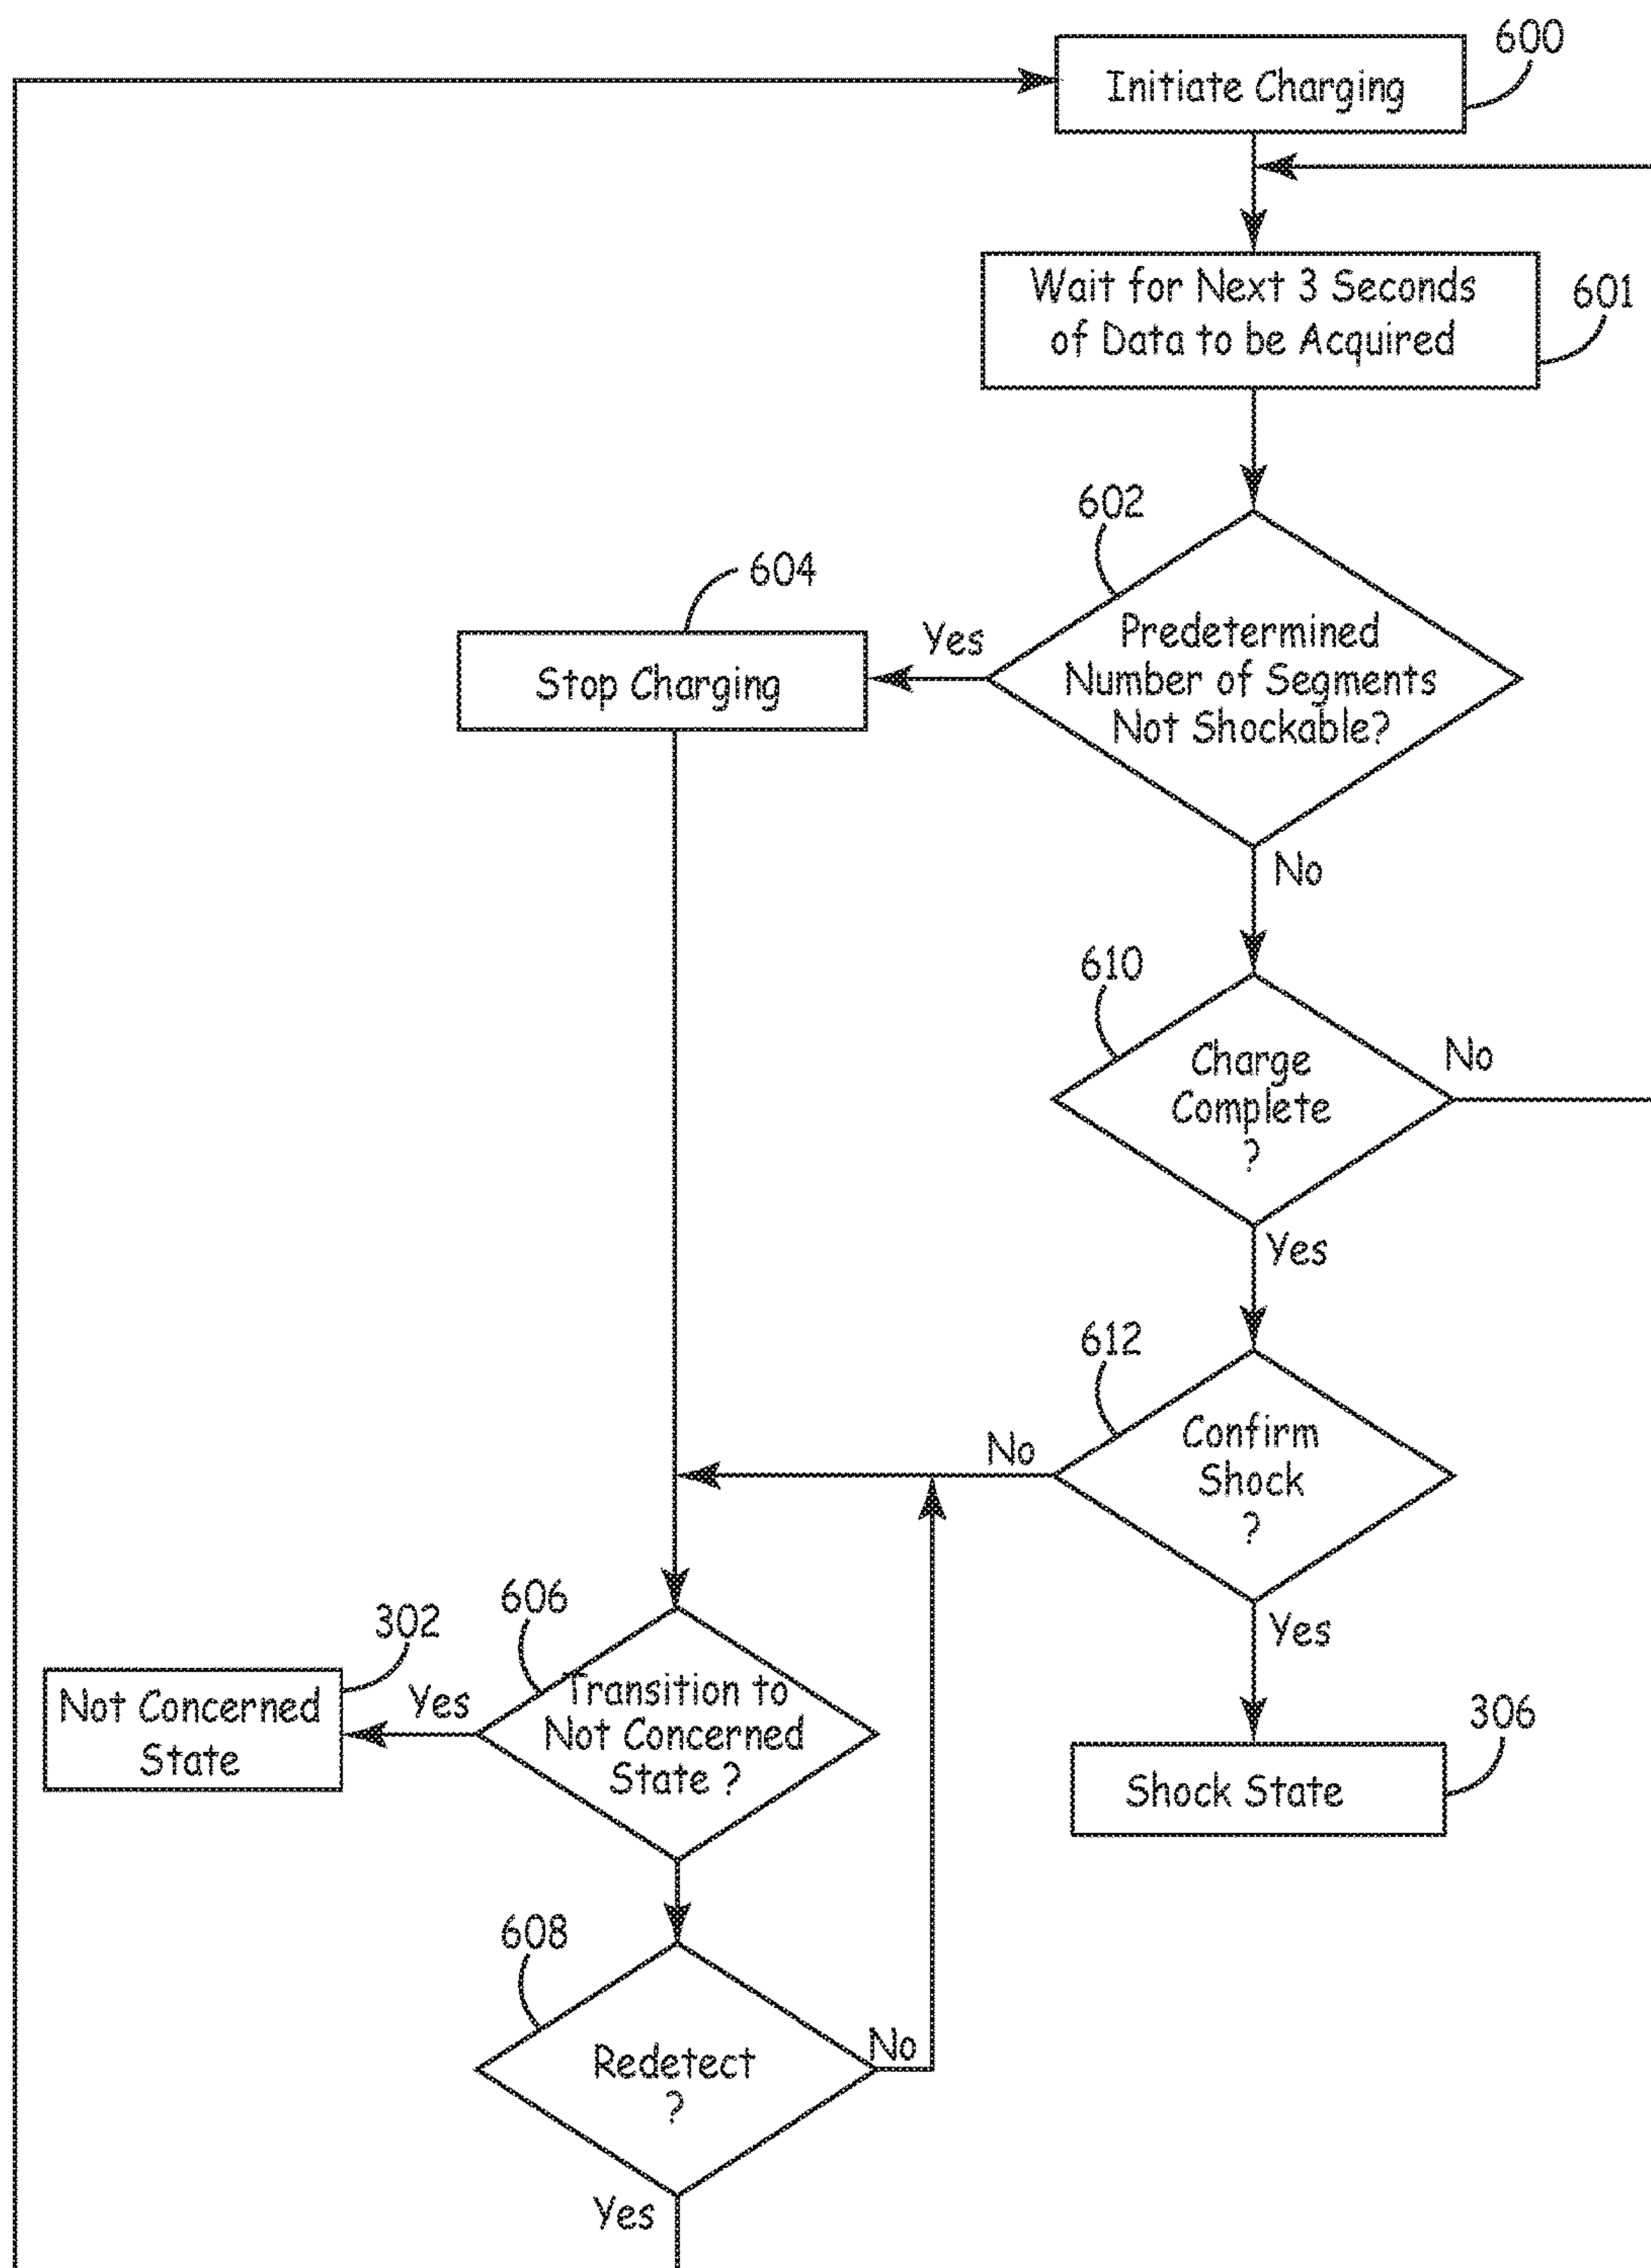 600
Initiate Charging
Wait for Next 3 Seconds
of Data to be Acquired
601
602
604
Predetermined
Number of Segments
Not Shockable?
Yes
Stop Charging
No
610
Charge
Complete
?
No
Yes
612
Confirm
Shock
?
No
Yes
606
302
Transition to
Not Concerned
State ?
Yes
Not Concerned
State
306
Shock State
608
Redetect
?
No
Yes